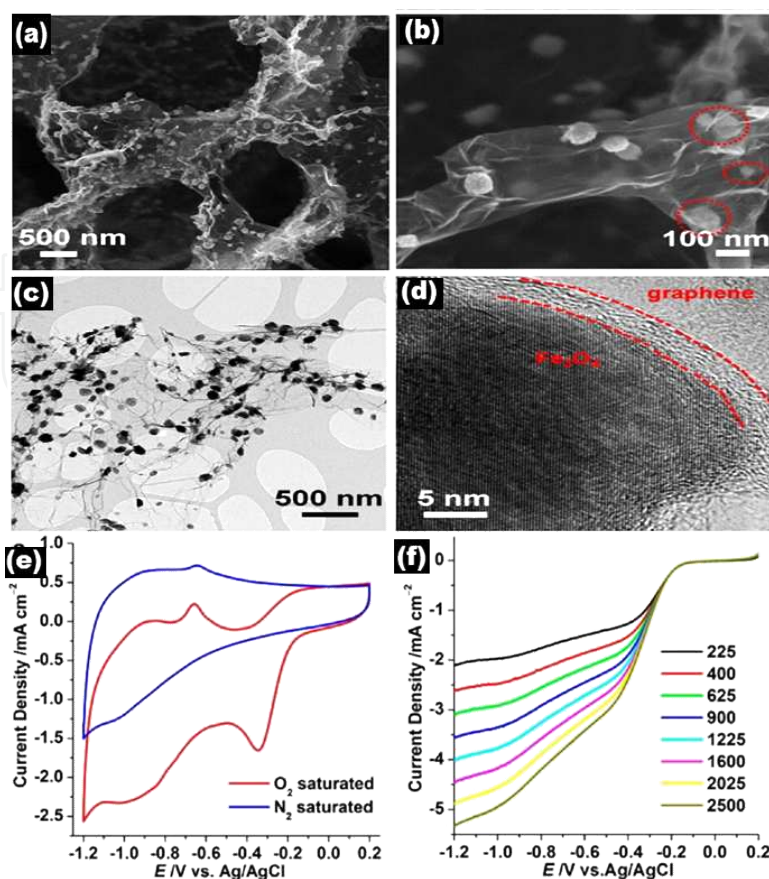 (a)
500 nm
(b)
100 nm
(c)
500 nm
(d)
graphene
5 nm
(e)
1.0
0.5
0.0
-0.5
-1.0
-1.5
-2.0
-2.5
Current Density /mA cm⁻²
O₂ saturated
N₂ saturated
-1.2 -1.0 -0.8 -0.6 -0.4 -0.2 0.0 0.2
E /V vs. Ag/AgCl
(f)
0
-1
-2
-3
-4
-5
Current Density /mA cm⁻²
225
400
625
900
1225
1600
2025
2500
-1.2 -1.0 -0.8 -0.6 -0.4 -0.2 0.0 0.2
E /V vs.Ag/AgCl